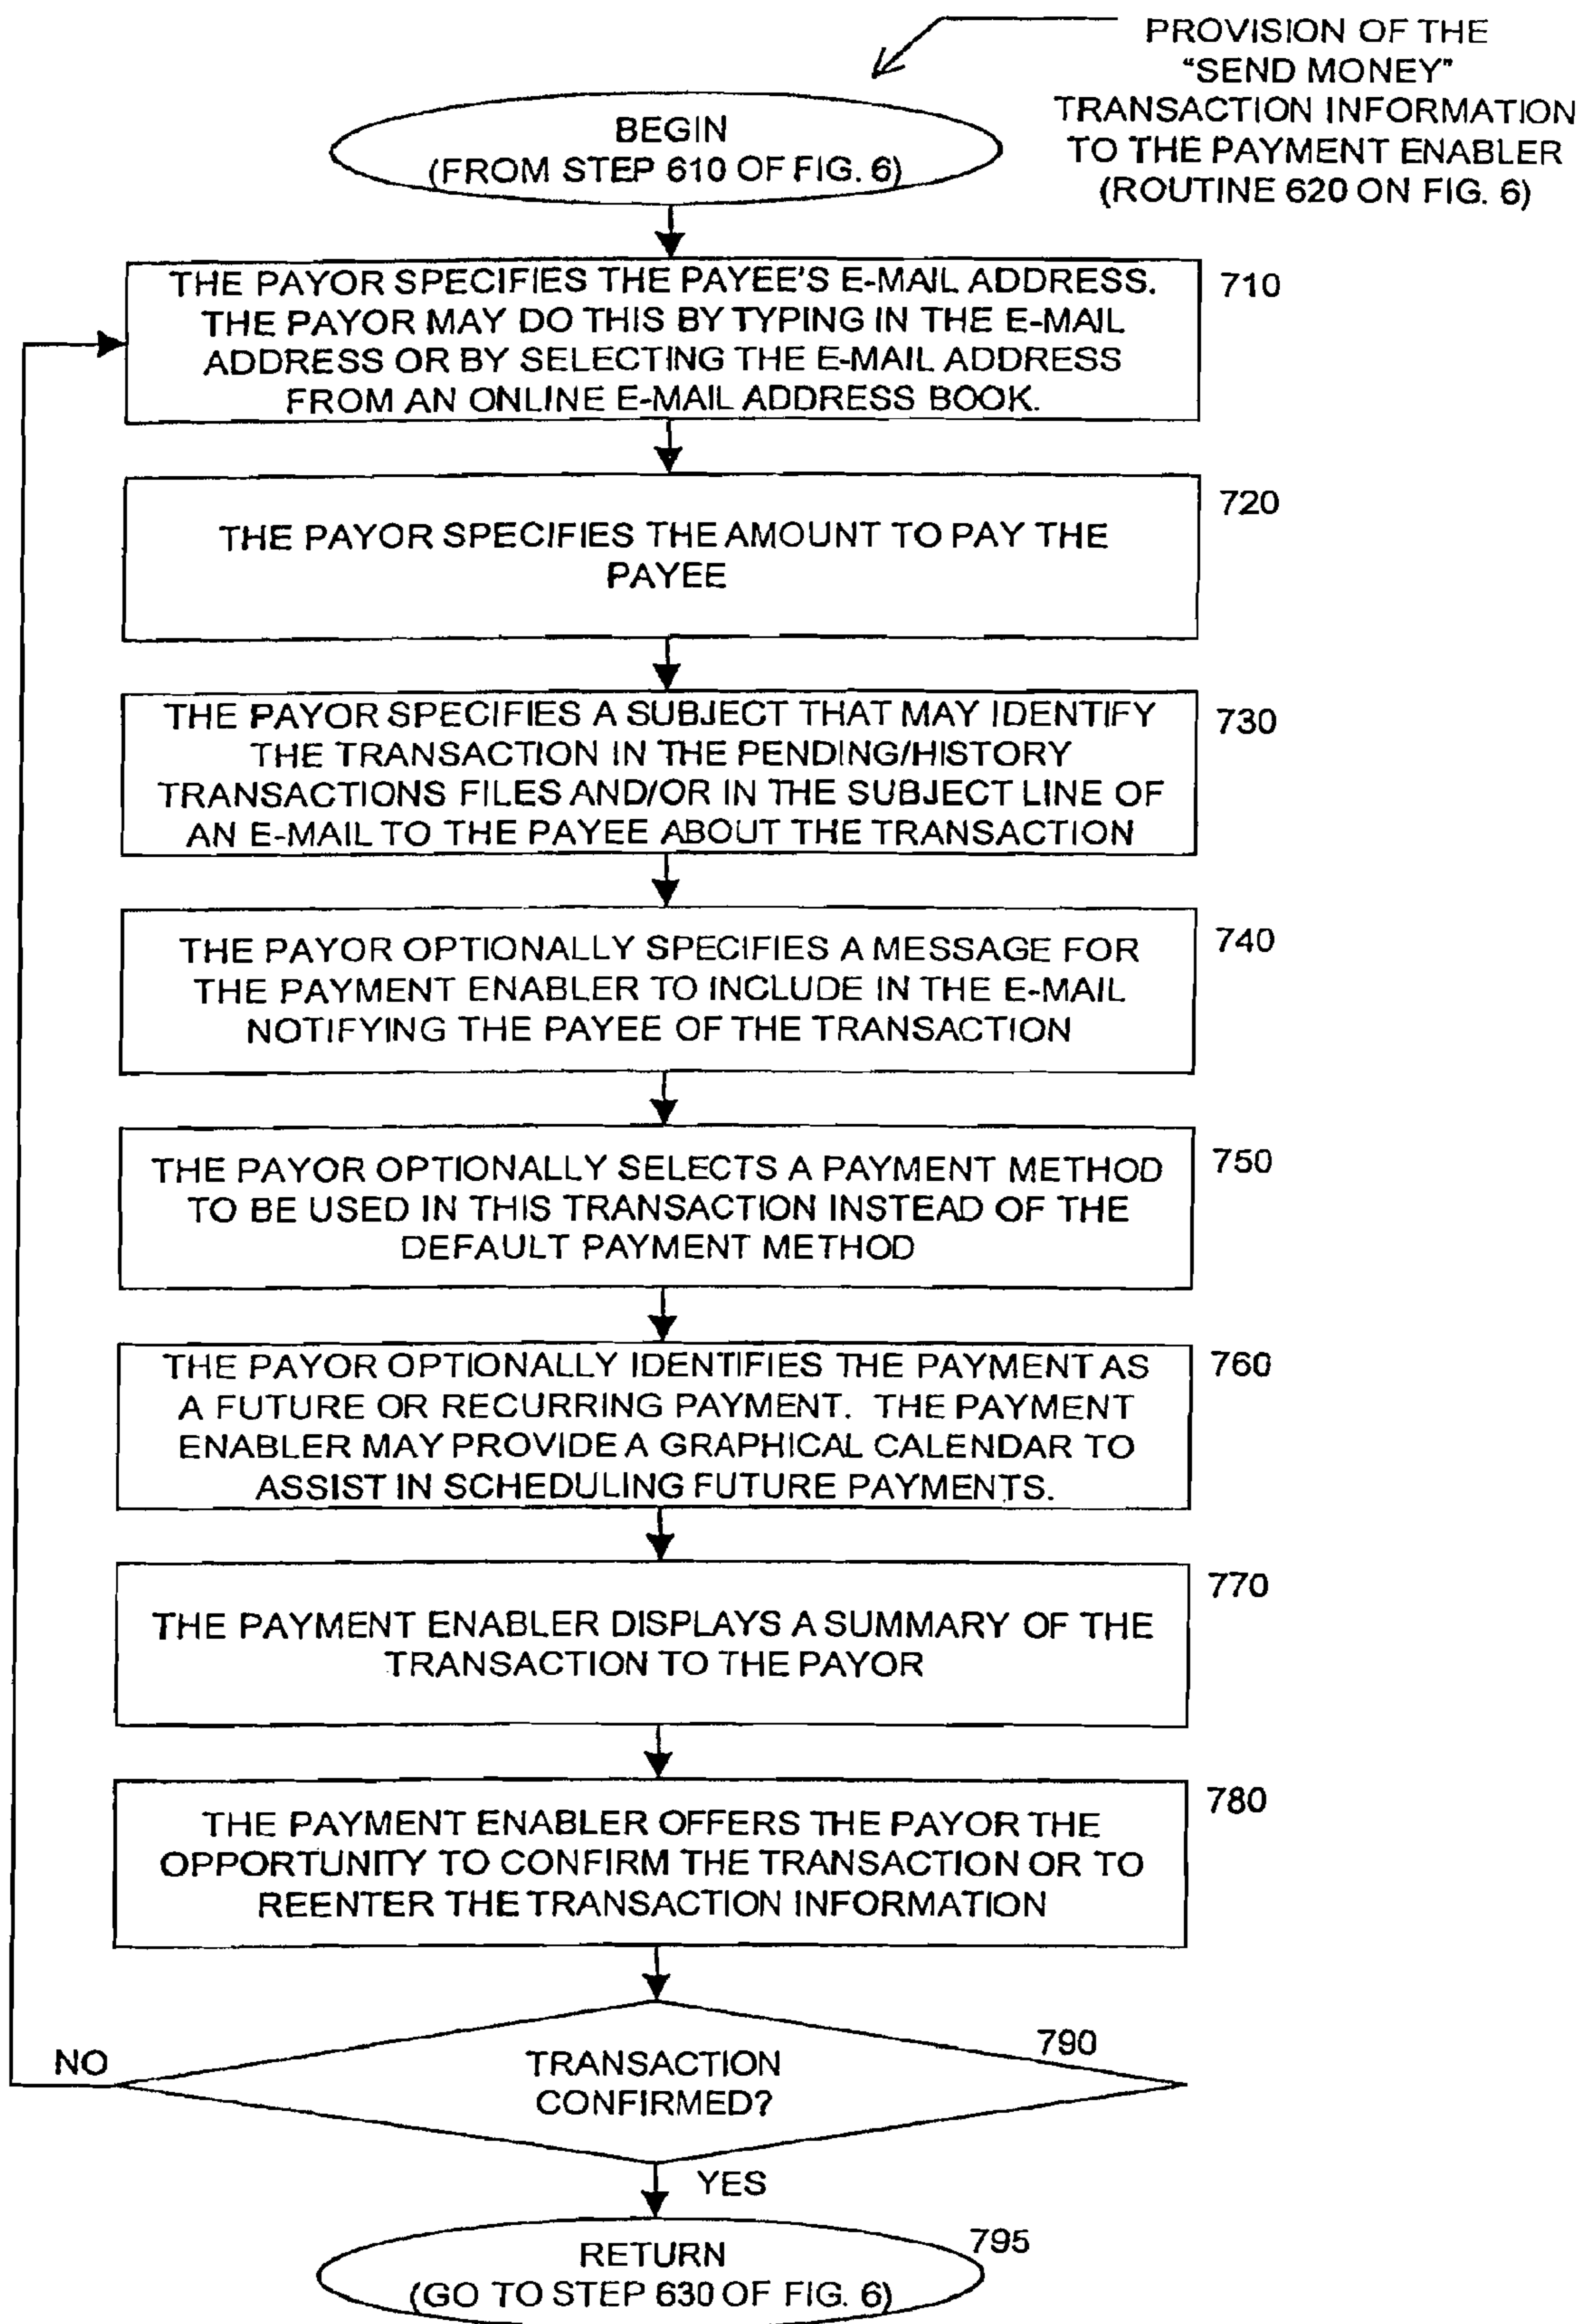 PROVISION OF THE
"SEND MONEY"
TRANSACTION INFORMATION
TO THE PAYMENT ENABLER
(ROUTINE 620 ON FIG. 6)
BEGIN
(FROM STEP 610 OF FIG. 6)
710
THE PAYOR SPECIFIES THE PAYEE'S E-MAIL ADDRESS.
THE PAYOR MAY DO THIS BY TYPING IN THE E-MAIL
ADDRESS OR BY SELECTING THE E-MAIL ADDRESS
FROM AN ONLINE E-MAIL ADDRESS BOOK.
720
THE PAYOR SPECIFIES THE AMOUNT TO PAY THE
PAYEE
730
THE PAYOR SPECIFIES A SUBJECT THAT MAY IDENTIFY
THE TRANSACTION IN THE PENDING/HISTORY
TRANSACTIONS FILES AND/OR IN THE SUBJECT LINE OF
AN E-MAIL TO THE PAYEE ABOUT THE TRANSACTION
740
THE PAYOR OPTIONALLY SPECIFIES A MESSAGE FOR
THE PAYMENT ENABLER TO INCLUDE IN THE E-MAIL
NOTIFYING THE PAYEE OF THE TRANSACTION
750
THE PAYOR OPTIONALLY SELECTS A PAYMENT METHOD
TO BE USED IN THIS TRANSACTION INSTEAD OF THE
DEFAULT PAYMENT METHOD
760
THE PAYOR OPTIONALLY IDENTIFIES THE PAYMENT AS
A FUTURE OR RECURRING PAYMENT. THE PAYMENT
ENABLER MAY PROVIDE A GRAPHICAL CALENDAR TO
ASSIST IN SCHEDULING FUTURE PAYMENTS.
770
THE PAYMENT ENABLER DISPLAYS A SUMMARY OF THE
TRANSACTION TO THE PAYOR
780
THE PAYMENT ENABLER OFFERS THE PAYOR THE
OPPORTUNITY TO CONFIRM THE TRANSACTION OR TO
REENTER THE TRANSACTION INFORMATION
790
NO
TRANSACTION
CONFIRMED?
YES
795
RETURN
(GO TO STEP 630 OF FIG. 6)